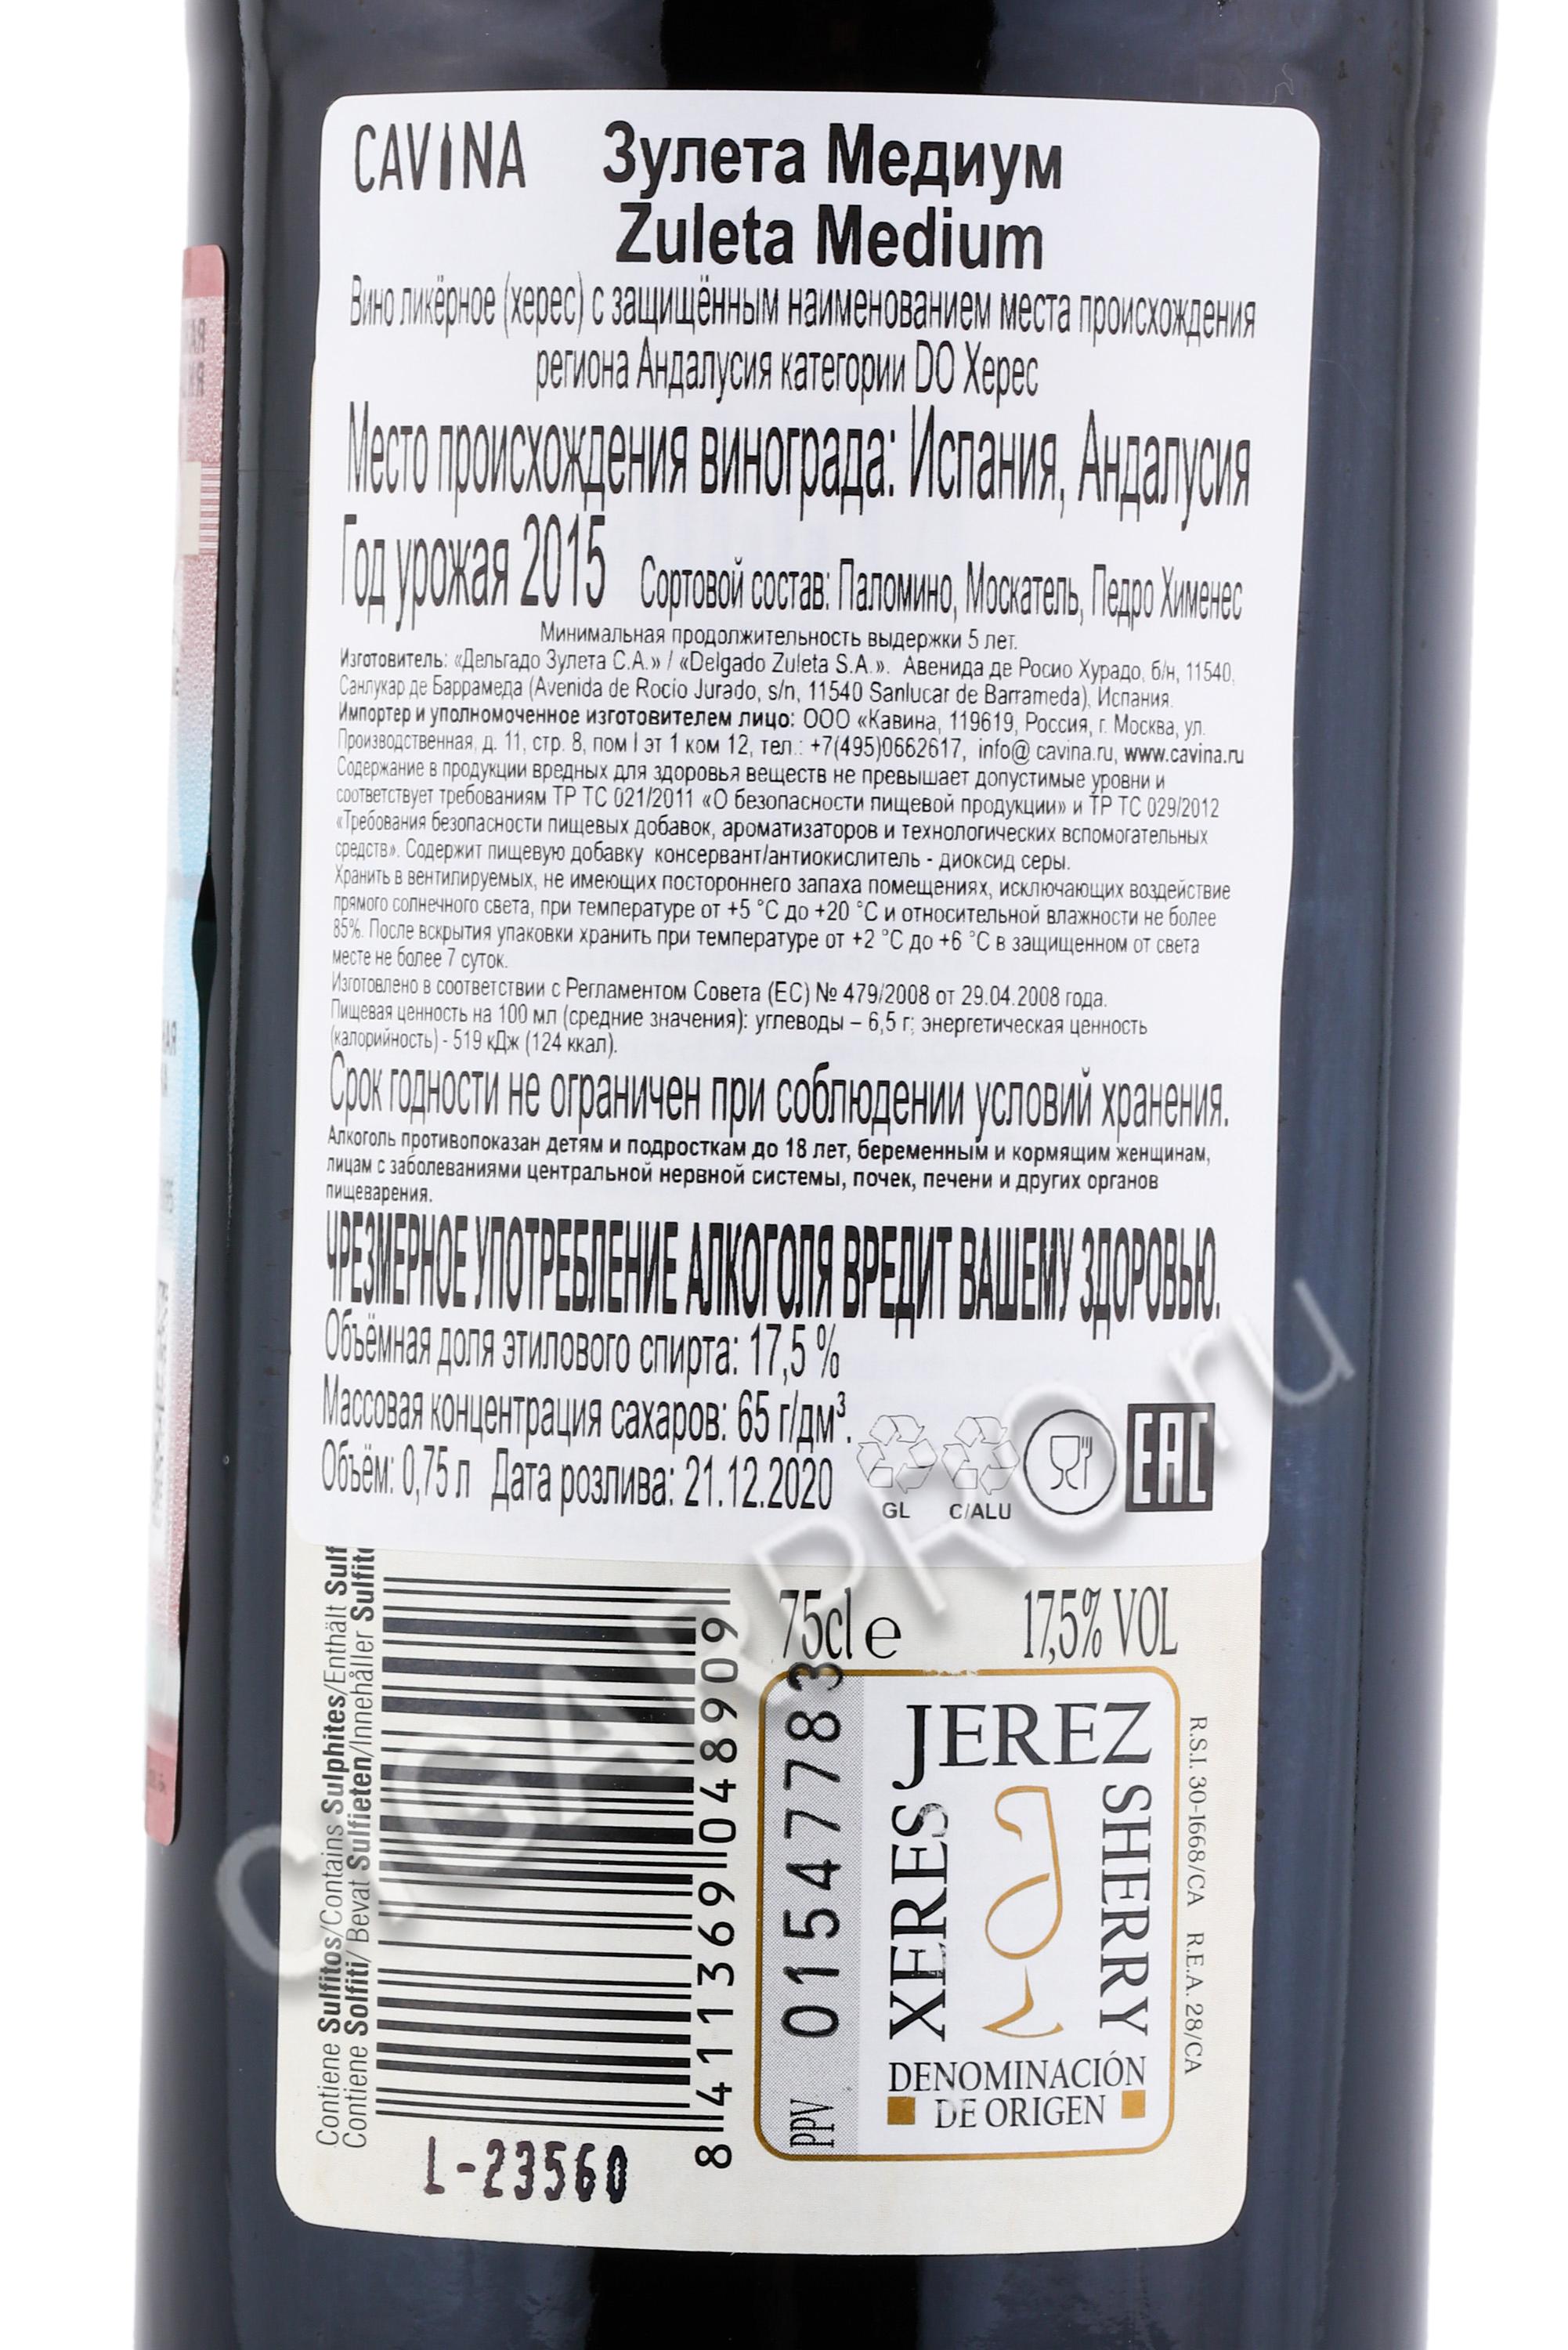 CAVINA
Зулета Медиум
Zuleta Medium
Вино ликёрное (херес) с защищённым наименованием места происхождения
региона Андалусия категории DO Херес
Место происхождения винограда: Испания, Андалусия
Год урожая 2015 Сортовой состав: Паломино, Москатель, Педро Хименес
Минимальная продолжительность выдержки 5 лет.
Изготовитель: «Дельгадо Зулета С.А.» / «Delgado Zuleta S.A.». Авенида де Росио Хурадо, б/н, 11540,
Санлукар де Баррамеда (Avenida de Rocio Jurado, s/n, 11540 Sanlucar de Barrameda), Испания.
Импортер и уполномоченное изготовителем лицо: ООО «Кавина, 119619, Россия, г. Москва, ул.
Производственная, д. 11, стр. 8, пом I эт 1 ком 12, тел.: +7(495)0662617, info@ cavina.ru, www.cavina.ru
Содержание в продукции вредных для здоровья веществ не превышает допустимые уровни и
соответствует требованиям ТР ТС 021/2011 «О безопасности пищевой продукции» и ТР ТС 029/2012
«Требования безопасности пищевых добавок, ароматизаторов и технологических вспомогательных
средств». Содержит пищевую добавку консервант/антиокислитель - диоксид серы.
Хранить в вентилируемых, не имеющих постороннего запаха помещениях, исключающих воздействие
прямого солнечного света, при температуре от +5 °C до +20 °C и относительной влажности не более
85%. После вскрытия упаковки хранить при температуре от +2 °C до +6 °C в защищенном от света
месте не более 7 суток.
Изготовлено в соответствии с Регламентом Совета (ЕС) № 479/2008 от 29.04.2008 года.
Пищевая ценность на 100 мл (средние значения): углеводы – 6,5 г; энергетическая ценность
(калорийность) - 519 кДж (124 ккал).
Срок годности не ограничен при соблюдении условий хранения.
Алкоголь противопоказан детям и подросткам до 18 лет, беременным и кормящим женщинам,
лицам с заболеваниями центральной нервной системы, почек, печени и других органов
пищеварения.
ЧРЕЗМЕРНОЕ УПОТРЕБЛЕНИЕ АЛКОГОЛЯ ВРЕДИТ ВАШЕМУ ЗДОРОВЬЮ.
Объёмная доля этилового спирта: 17,5 %
Массовая концентрация сахаров: 65 г/дм³.
Объём: 0,75 л Дата розлива: 21.12.2020
GL C/ALU EAC
Contiene Sulfitos/Contains Sulphites/Enthält Sulf
Contiene Solfiti/ Bevat Sulfieten/Innehåller Sulfite
8 411369 048909
L-23560
75cl e 17,5% VOL
PPV 01547783
JEREZ
XERES
SHERRY
DENOMINACIÓN
DE ORIGEN
R.S.I. 30-1668/CA R.E.A. 28/CA
CIGARPRO.ru